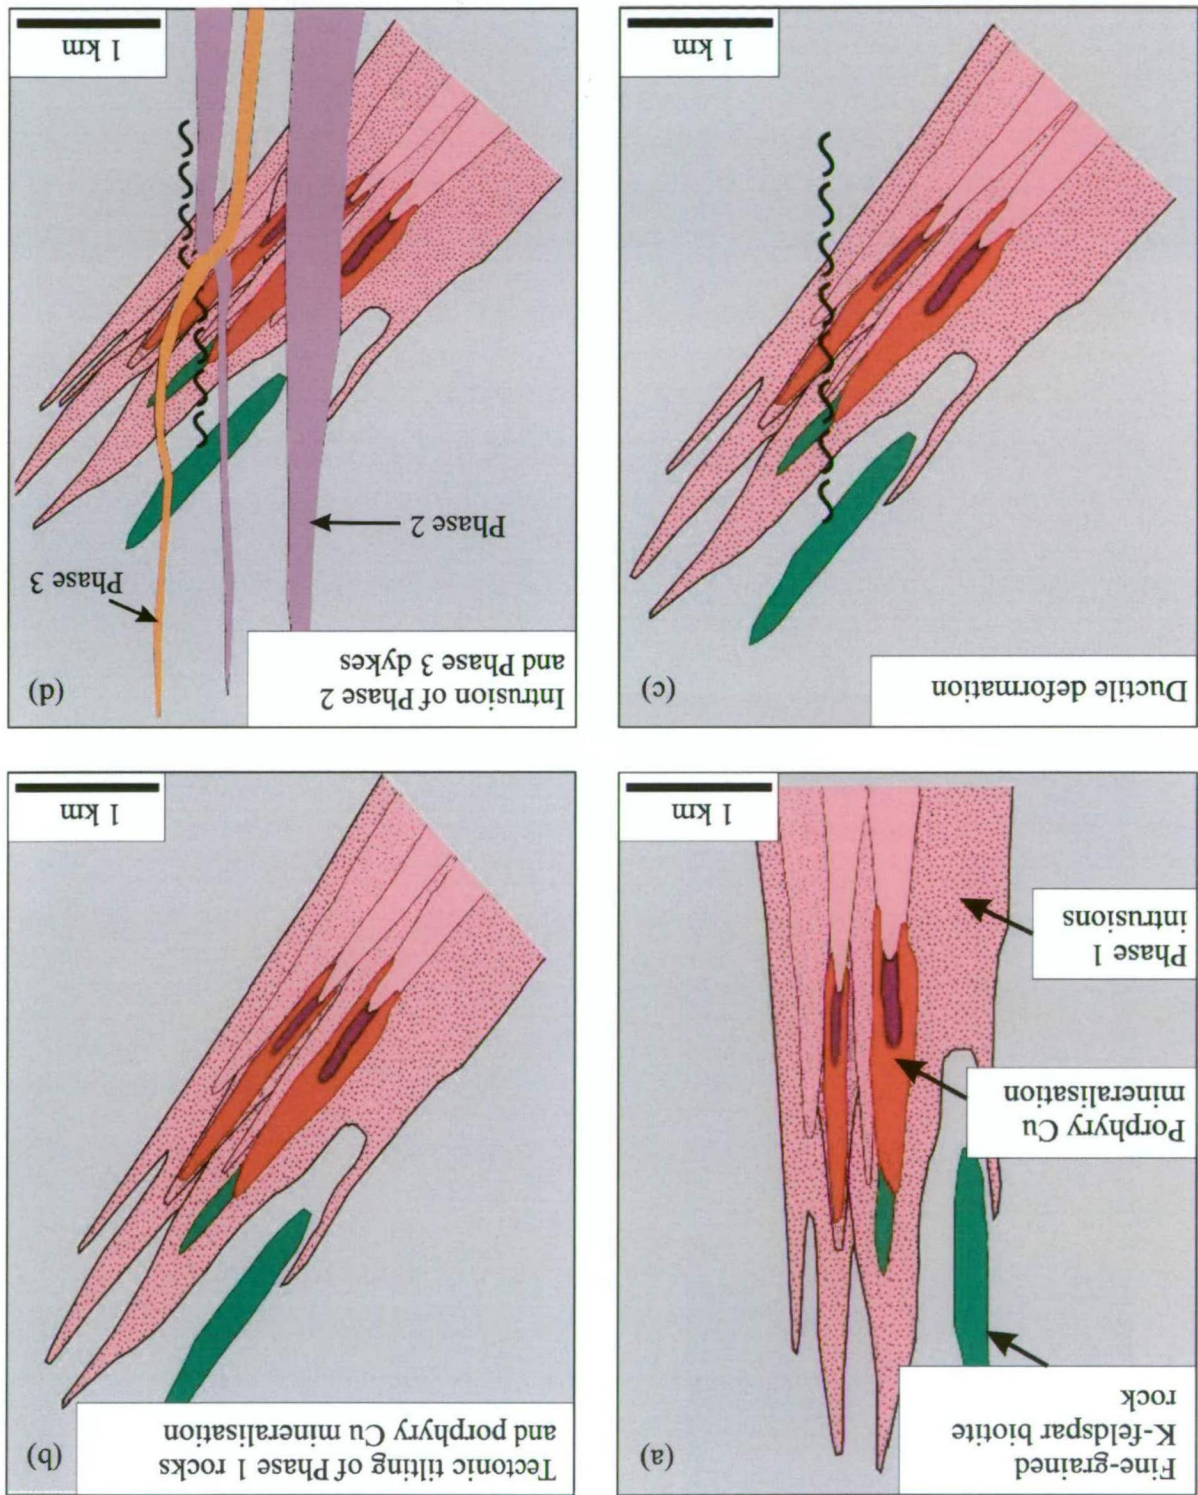 Fine-grained
K-feldspar biotite
rock
(a)
Porphyry Cu
mineralisation
Phase 1
intrusions
1 km
Tectonic tilting of Phase 1 rocks
and porphyry Cu mineralisation
(b)
1 km
Ductile deformation
(c)
1 km
Intrusion of Phase 2
and Phase 3 dykes
(d)
Phase 3
Phase 2
1 km